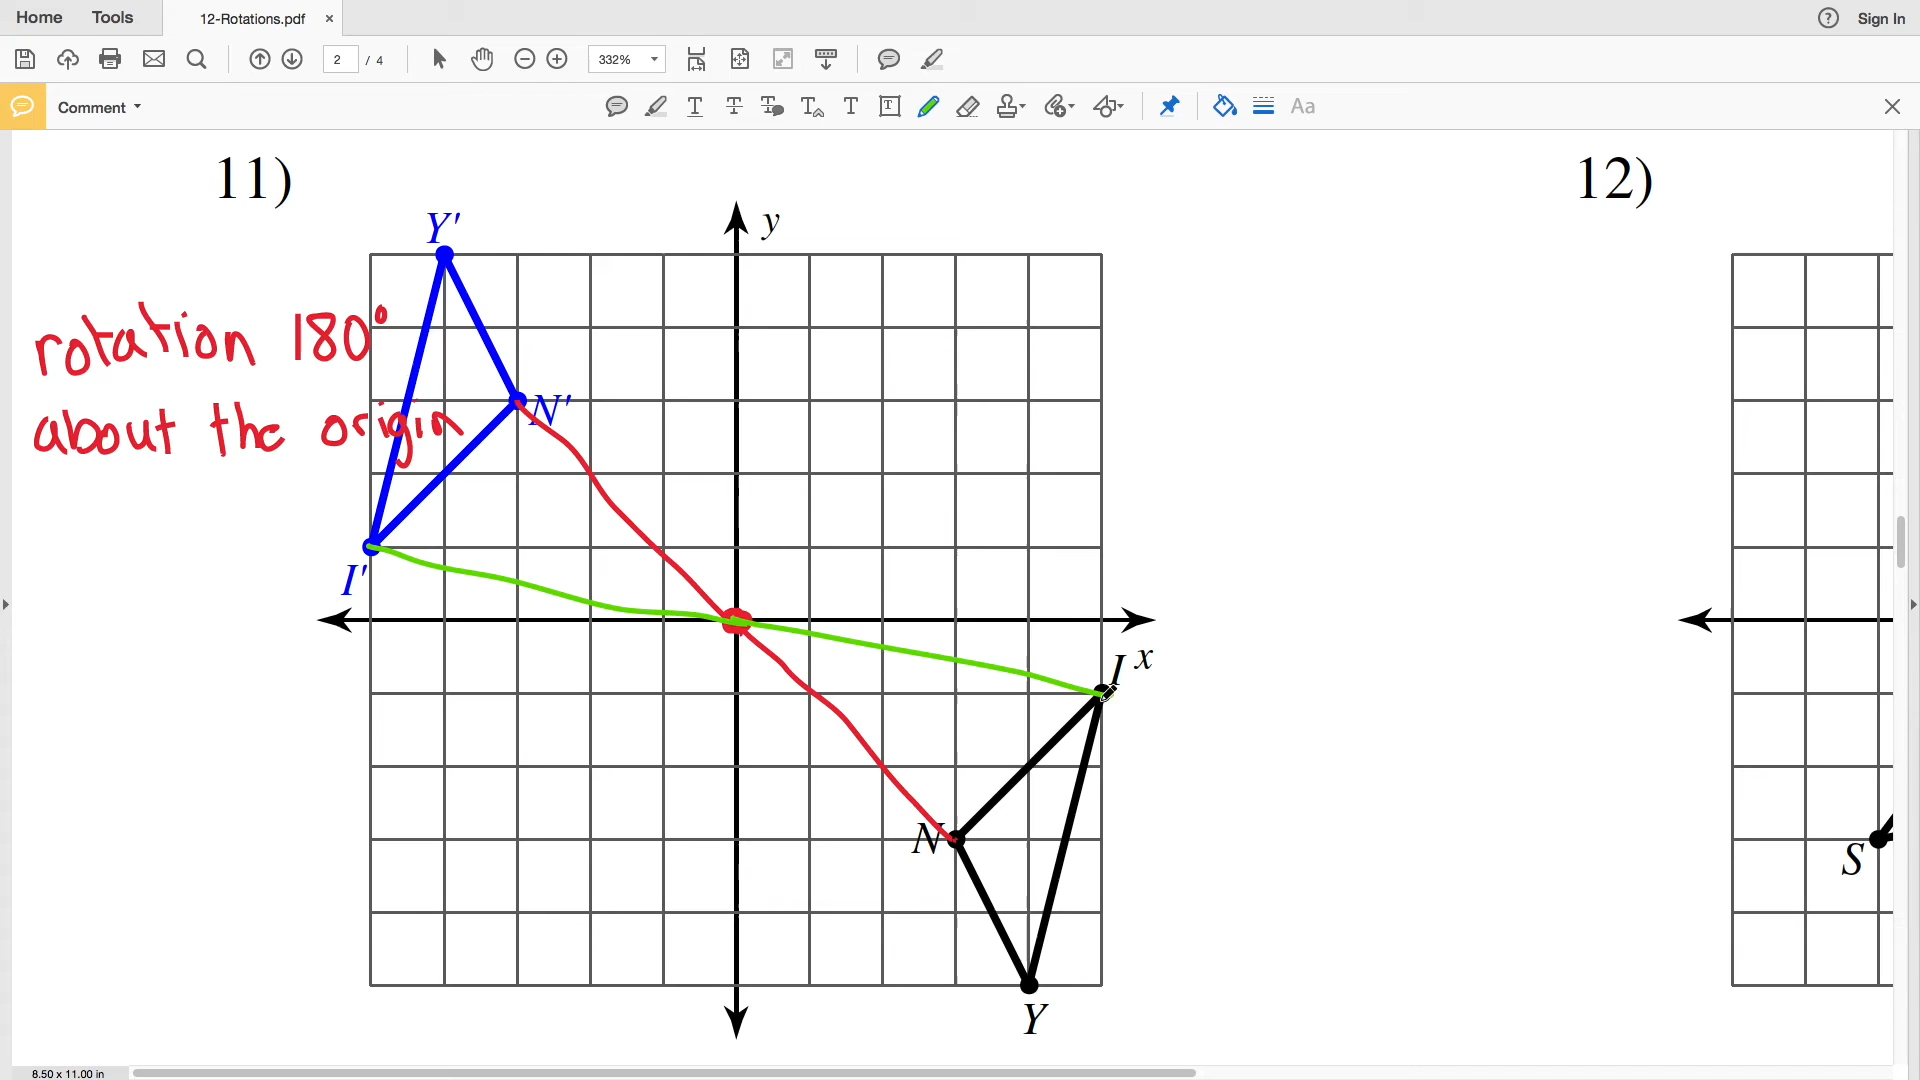 Home Tools 12-Rotations.pdf × ? Sign In
2 / 4 332%
Comment T T T T T T Aa
11) 12)
y
Y'
rotation 180°
N'
about the origin
I'
I x
N
S
Y
8.50 x 11.00 in